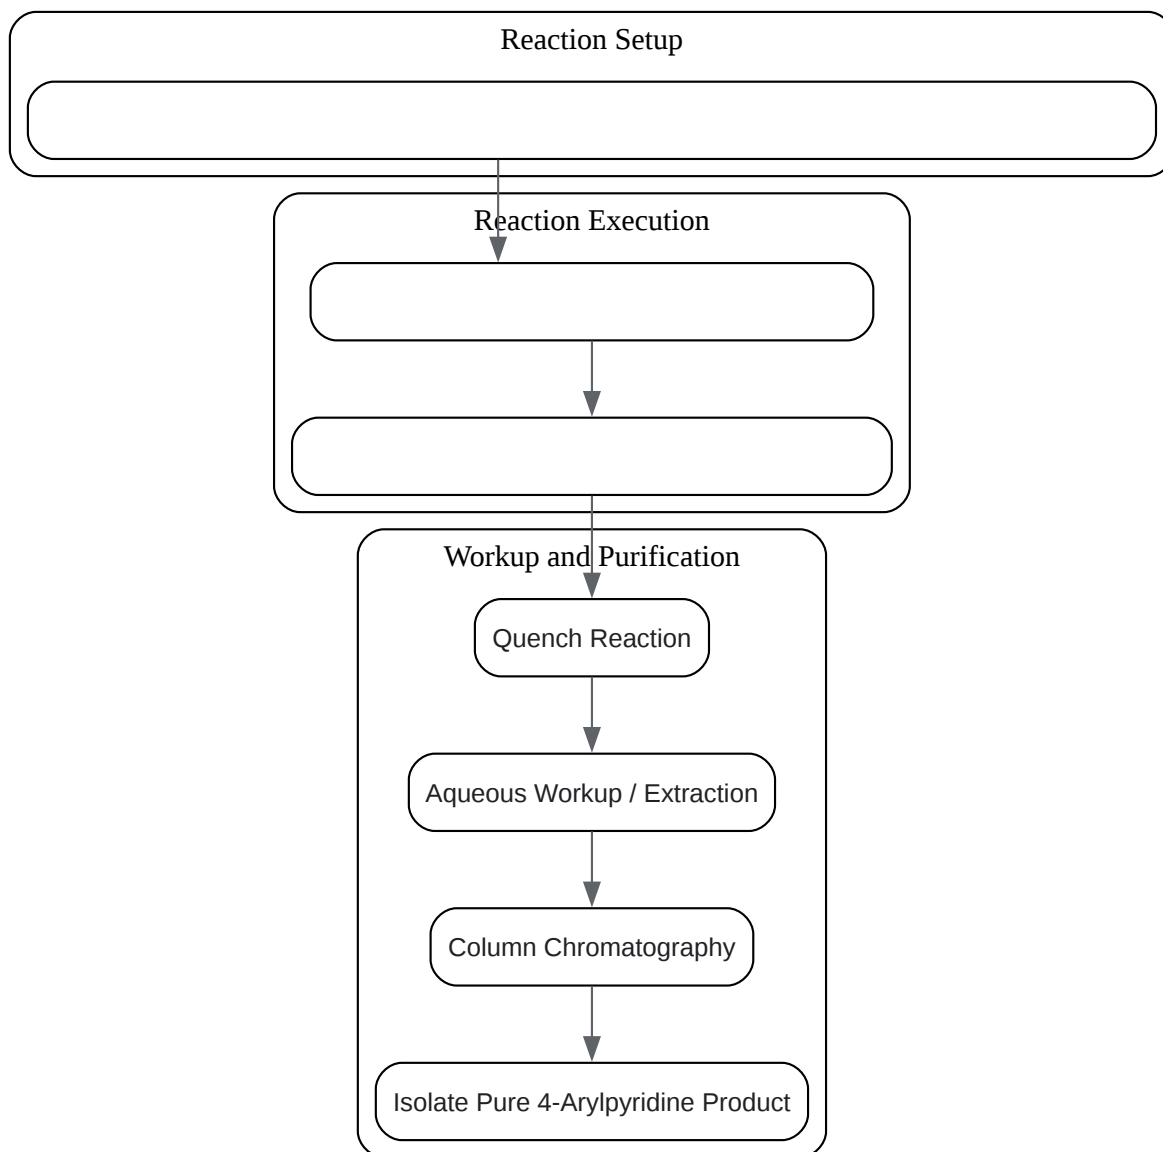 Reaction Setup
Reaction Execution
Workup and Purification
Quench Reaction
Aqueous Workup / Extraction
Column Chromatography
Isolate Pure 4-Arylpyridine Product